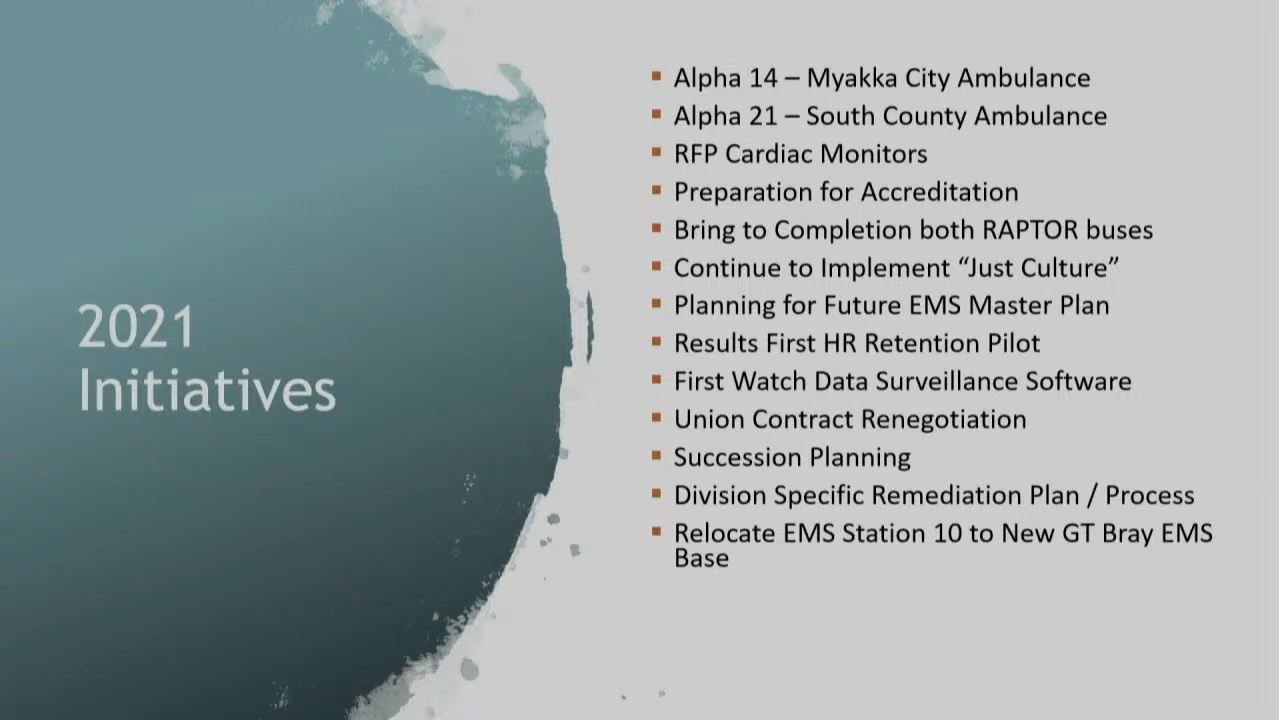 2021
Initiatives
Alpha 14 – Myakka City Ambulance
Alpha 21 – South County Ambulance
RFP Cardiac Monitors
Preparation for Accreditation
Bring to Completion both RAPTOR buses
Continue to Implement “Just Culture”
Planning for Future EMS Master Plan
Results First HR Retention Pilot
First Watch Data Surveillance Software
Union Contract Renegotiation
Succession Planning
Division Specific Remediation Plan / Process
Relocate EMS Station 10 to New GT Bray EMS
Base